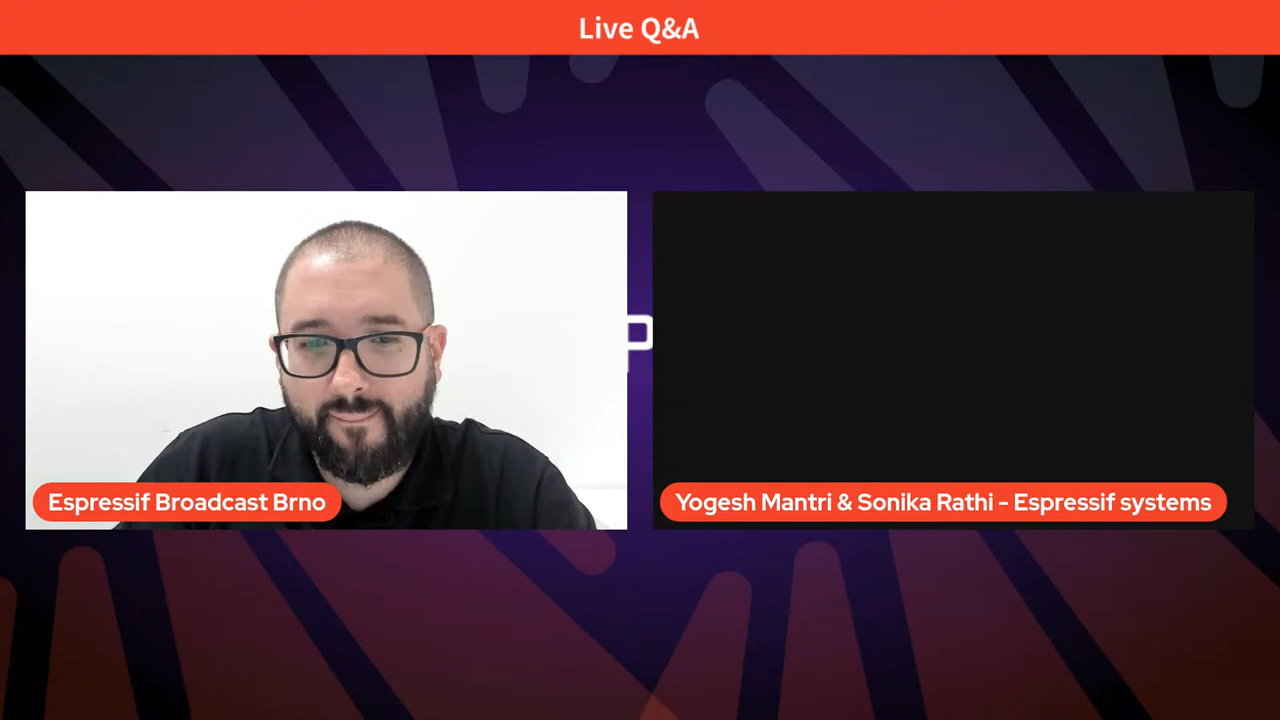 Live Q&A
P
Espressif Broadcast Brno
Yogesh Mantri & Sonika Rathi - Espressif systems